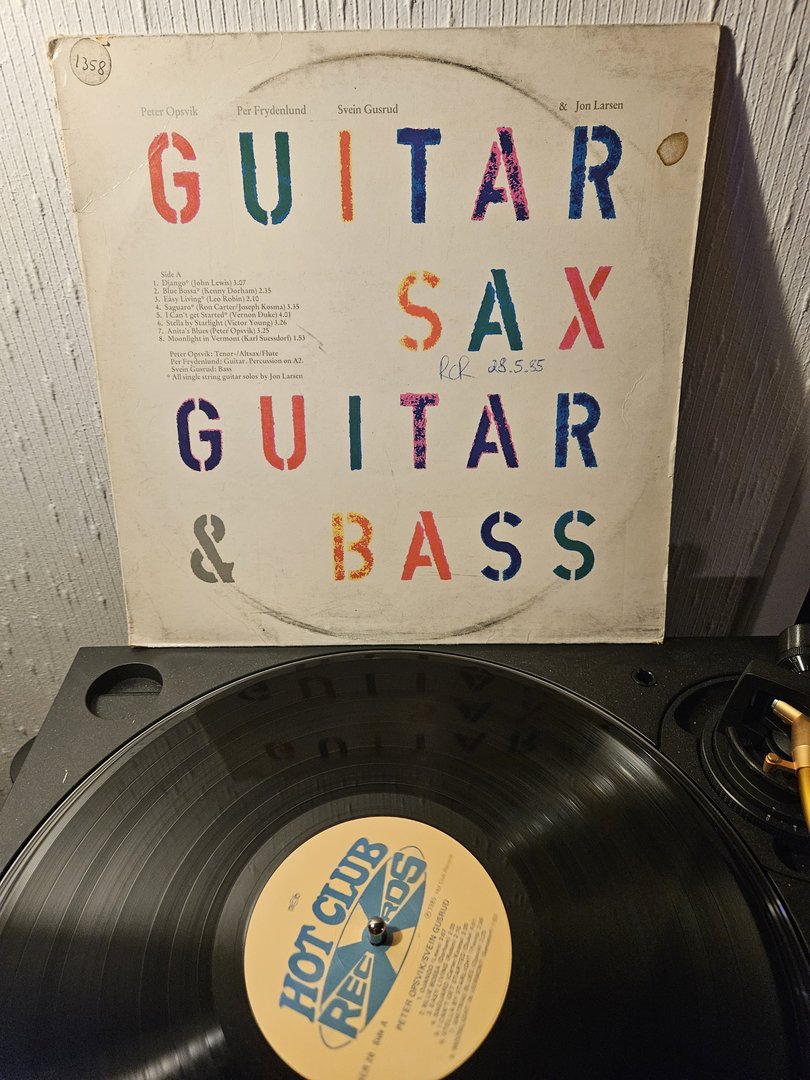 1358
Peter Opsvik Per Frydenlund Svein Gusrud & Jon Larsen
GUITAR
SAX
GUITAR
& BASS
Side A
1. Django* (John Lewis) 3.07
2. Blue Bossa* (Kenny Dorham) 2.35
3. Easy Living* (Leo Robin) 2.10
4. Saguaro* (Ron Carter/Joseph Kosma) 3.35
5. I Can't get Started* (Vernon Duke) 4.01
6. Stella by Starlight (Victor Young) 3.26
7. Anita's Blues (Peter Opsvik) 3.25
8. Moonlight in Vermont (Karl Suessdorf) 1.53
Peter Opsvik: Tenor-/Altsax/Flute
Per Frydenlund: Guitar. Percussion on A2.
Svein Gusrud: Bass
* All single string guitar solos by Jon Larsen
RCR 28.5.85
HOT CLUB
RECORDS
Side A
PETER OPSVIK/SVEIN GUSRUD